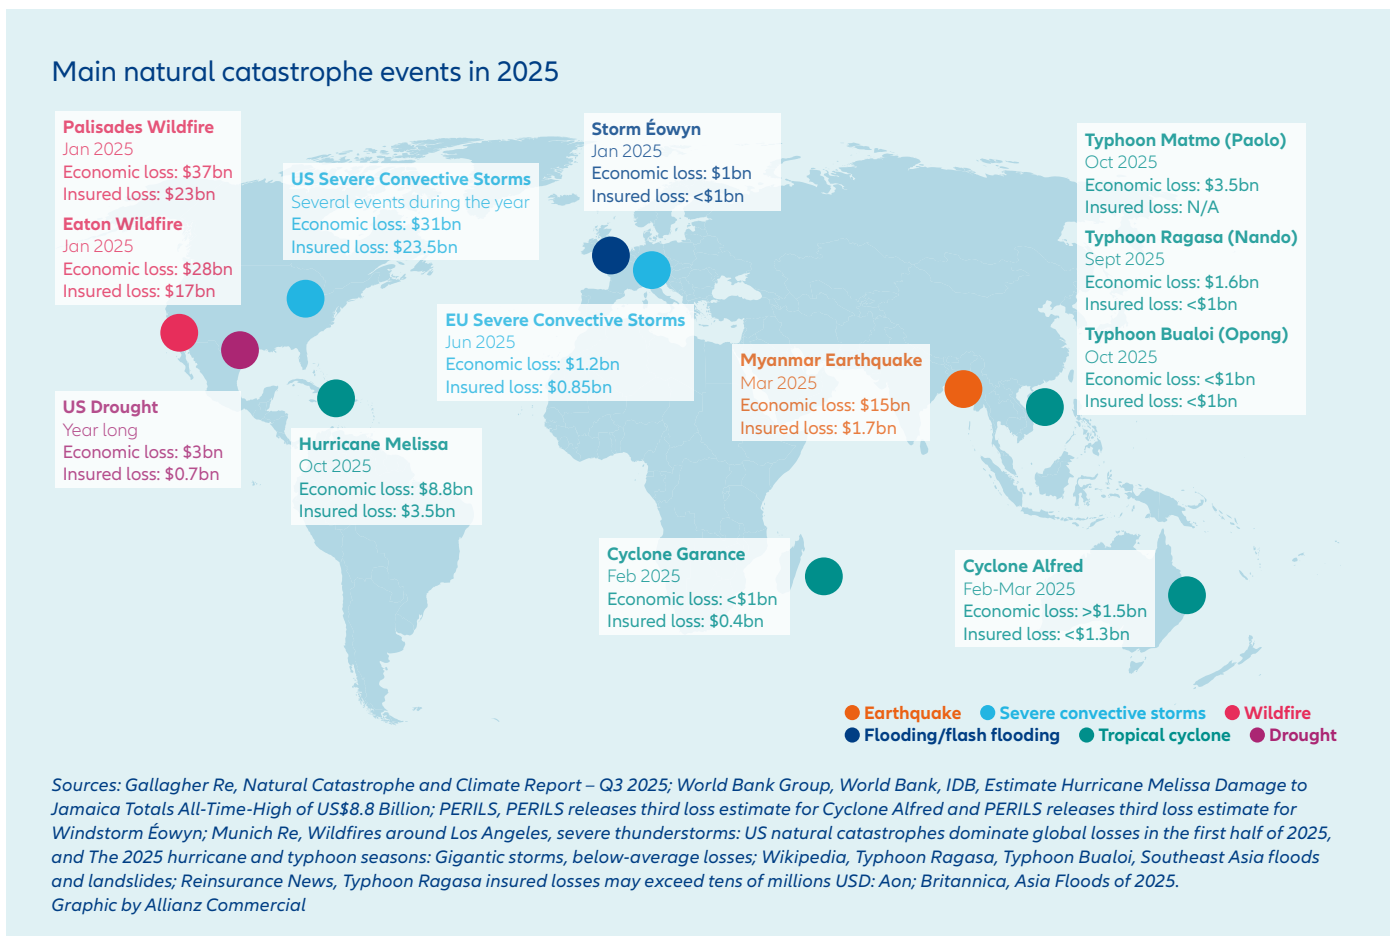 Main natural catastrophe events in 2025
Palisades Wildfire
Jan 2025
Economic loss: $37bn
Insured loss: $23bn
Eaton Wildfire
Jan 2025
Economic loss: $28bn
Insured loss: $17bn
US Severe Convective Storms
Several events during the year
Economic loss: $31bn
Insured loss: $23.5bn
Storm Éowyn
Jan 2025
Economic loss: $1bn
Insured loss: <$1bn
Typhoon Matmo (Paolo)
Oct 2025
Economic loss: $3.5bn
Insured loss: N/A
Typhoon Ragasa (Nando)
Sept 2025
Economic loss: $1.6bn
Insured loss: <$1bn
Typhoon Bualoi (Opong)
Oct 2025
Economic loss: <$1bn
Insured loss: <$1bn
EU Severe Convective Storms
Jun 2025
Economic loss: $1.2bn
Insured loss: $0.85bn
Myanmar Earthquake
Mar 2025
Economic loss: $15bn
Insured loss: $1.7bn
US Drought
Year long
Economic loss: $3bn
Insured loss: $0.7bn
Hurricane Melissa
Oct 2025
Economic loss: $8.8bn
Insured loss: $3.5bn
Cyclone Garance
Feb 2025
Economic loss: <$1bn
Insured loss: $0.4bn
Cyclone Alfred
Feb-Mar 2025
Economic loss: >$1.5bn
Insured loss: <$1.3bn
Earthquake Severe convective storms Wildfire
Flooding/flash flooding Tropical cyclone Drought
Sources: Gallagher Re, Natural Catastrophe and Climate Report – Q3 2025; World Bank Group, World Bank, IDB, Estimate Hurricane Melissa Damage to
Jamaica Totals All-Time-High of US$8.8 Billion; PERILS, PERILS releases third loss estimate for Cyclone Alfred and PERILS releases third loss estimate for
Windstorm Éowyn; Munich Re, Wildfires around Los Angeles, severe thunderstorms: US natural catastrophes dominate global losses in the first half of 2025,
and The 2025 hurricane and typhoon seasons: Gigantic storms, below-average losses; Wikipedia, Typhoon Ragasa, Typhoon Bualoi, Southeast Asia floods
and landslides; Reinsurance News, Typhoon Ragasa insured losses may exceed tens of millions USD: Aon; Britannica, Asia Floods of 2025.
Graphic by Allianz Commercial